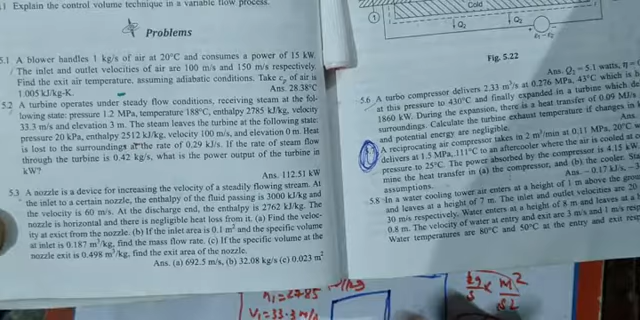 .1 Explain the control volume technique in a variable flow process.
Problems
5.1 A blower handles 1 kg/s of air at 20°C and consumes a power of 15 kW.
The inlet and outlet velocities of air are 100 m/s and 150 m/s respectively.
Find the exit air temperature, assuming adiabatic conditions. Take cp of air is
1.005 kJ/kg-K.
Ans. 28.38°C
5.2 A turbine operates under steady flow conditions, receiving steam at the fol-
lowing state: pressure 1.2 MPa, temperature 188°C, enthalpy 2785 kJ/kg, velocity
33.3 m/s and elevation 3 m. The steam leaves the turbine at the following state:
pressure 20 kPa, enthalpy 2512 kJ/kg, velocity 100 m/s, and elevation 0 m. Heat
is lost to the surroundings at the rate of 0.29 kJ/s. If the rate of steam flow
through the turbine is 0.42 kg/s, what is the power output of the turbine in
kW?
Ans. 112.51 kW
5.3 A nozzle is a device for increasing the velocity of a steadily flowing stream. At
the inlet to a certain nozzle, the enthalpy of the fluid passing is 3000 kJ/kg and
the velocity is 60 m/s. At the discharge end, the enthalpy is 2762 kJ/kg. The
nozzle is horizontal and there is negligible heat loss from it. (a) Find the veloc-
ity at exict from the nozzle. (b) If the inlet area is 0.1 m² and the specific volume
at inlet is 0.187 m³/kg, find the mass flow rate. (c) If the specific volume at the
nozzle exit is 0.498 m³/kg, find the exit area of the nozzle.
Ans. (a) 692.5 m/s, (b) 32.08 kg/s (c) 0.023 m²
Cold
1
Q2
Q2
Fig. 5.22
Ans. Q1 = 5.1 watts, η =
5.6 A turbo compressor delivers 2.33 m³/s at 0.276 MPa, 43°C which is
at this pressure to 430°C and finally expanded in a turbine which de
1860 kW. During the expansion, there is a heat transfer of 0.09 MJ/s
surroundings. Calculate the turbine exhaust temperature if changes in
and potential energy are negligible.
Ans.
A reciprocating air compressor takes in 2 m³/min at 0.11 MPa, 20°C
delivers at 1.5 MPa, 111°C to an aftercooler where the air is cooled at
pressure to 25°C. The power absorbed by the compressor is 4.15 kW.
mine the heat transfer in (a) the compressor, and (b) the cooler. Sta
assumptions.
Ans. – 0.17 kJ/s, –3
5.8 In a water cooling tower air enters at a height of 1 m above the gro
and leaves at a height of 7 m. The inlet and outlet velocities are 20
30 m/s respectively. Water enters at a height of 8 m and leaves at a
0.8 m. The velocity of water at entry and exit are 3 m/s and 1 m/s resp
Water temperatures are 80°C and 50°C at the entry and exit resp
h1 = 2785
V1 = 33.3 m/s
kg/s × m²/s²